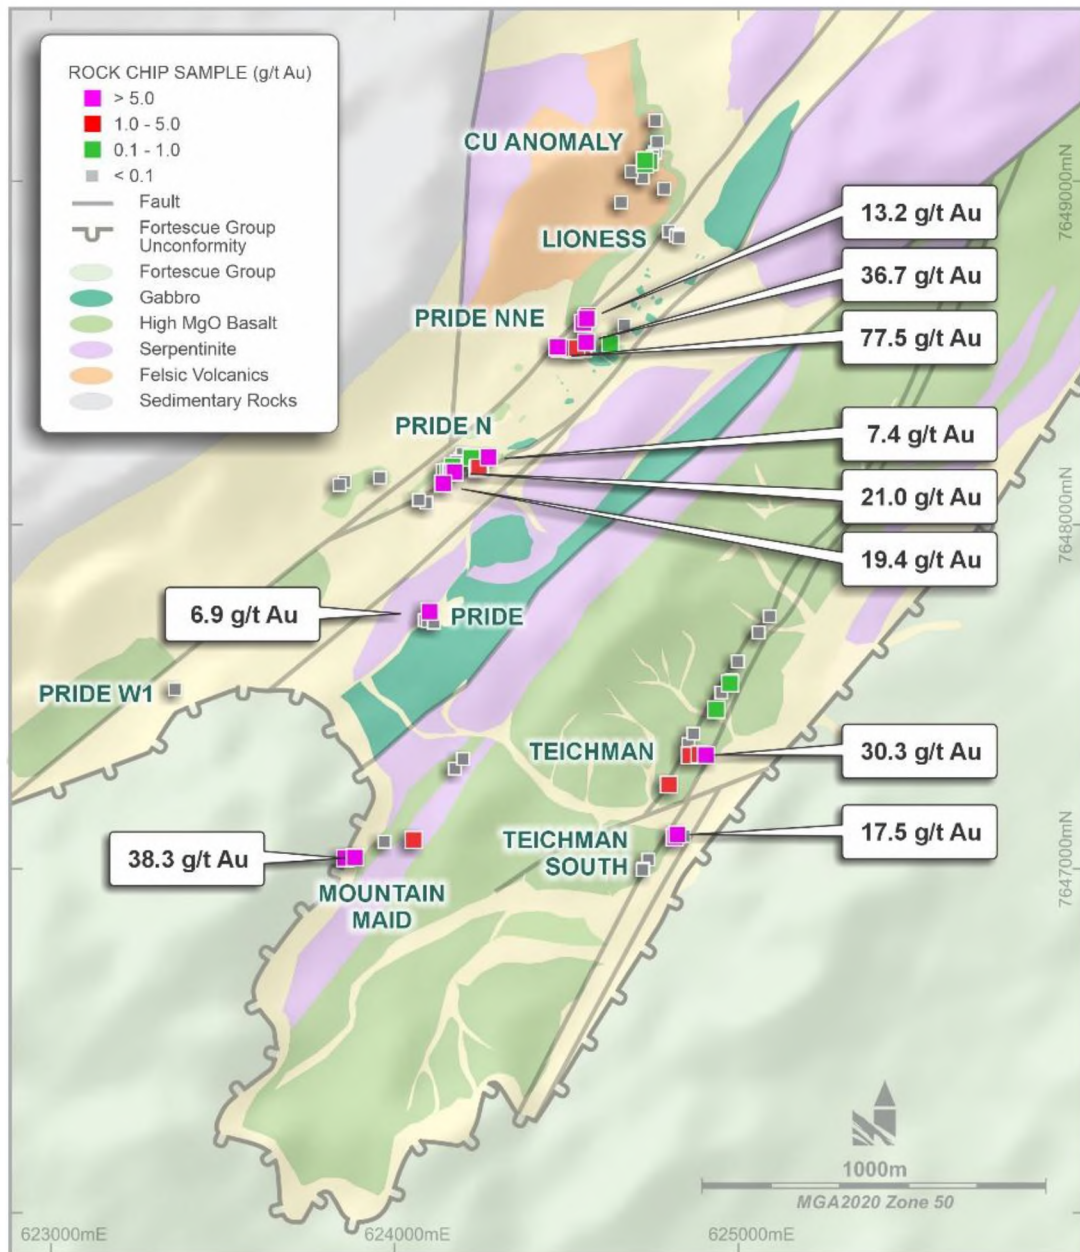 ROCK CHIP SAMPLE (g/t Au)
> 5.0
1.0 - 5.0
0.1 - 1.0
< 0.1
Fault
Fortescue Group
Unconformity
Fortescue Group
Gabbro
High MgO Basalt
Serpentinite
Felsic Volcanics
Sedimentary Rocks
CU ANOMALY
LIONESS
PRIDE NNE
PRIDE N
PRIDE
PRIDE W1
TEICHMAN
TEICHMAN
SOUTH
MOUNTAIN
MAID
13.2 g/t Au
36.7 g/t Au
77.5 g/t Au
7.4 g/t Au
21.0 g/t Au
19.4 g/t Au
6.9 g/t Au
30.3 g/t Au
17.5 g/t Au
38.3 g/t Au
7649000mN
7648000mN
7647000mN
1000m
MGA2020 Zone 50
623000mE
624000mE
625000mE